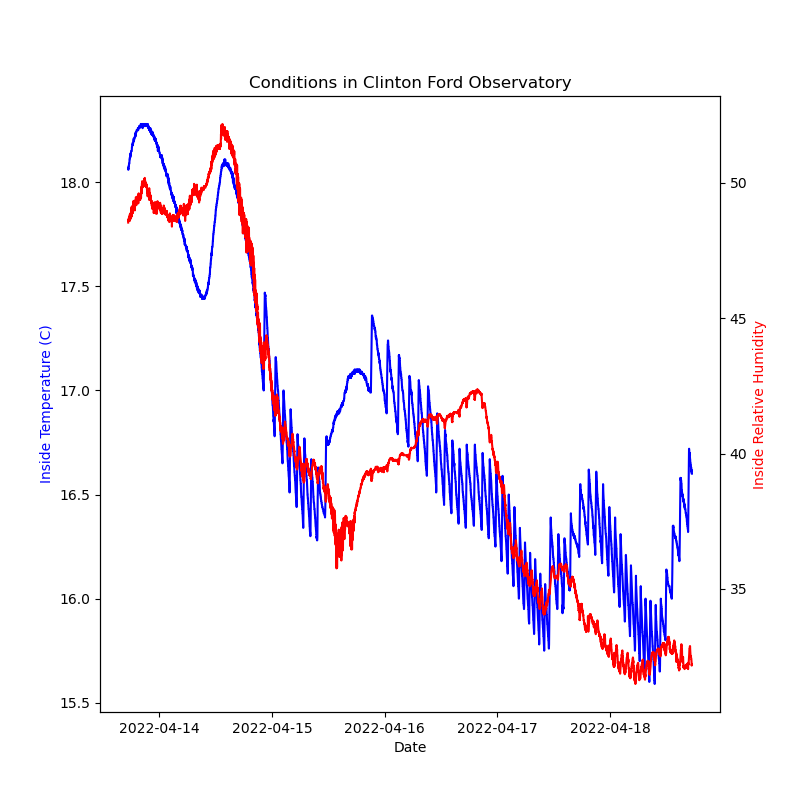 Conditions in Clinton Ford Observatory
18.0
17.5
17.0
16.5
16.0
15.5
Inside Temperature (C)
50
45
40
35
Inside Relative Humidity
2022-04-14 2022-04-15 2022-04-16 2022-04-17 2022-04-18
Date